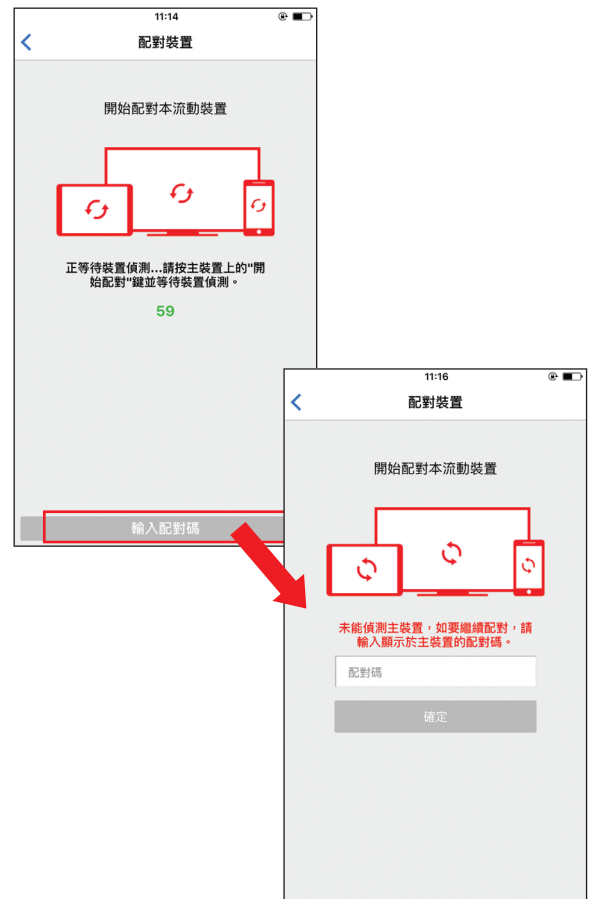 11:14
配對裝置
開始配對本流動裝置
正等待裝置偵測...請按主裝置上的"開
始配對"鍵並等待裝置偵測。
59
輸入配對碼
11:16
配對裝置
開始配對本流動裝置
未能偵測主裝置，如要繼續配對，請
輸入顯示於主裝置的配對碼。
配對碼
確定